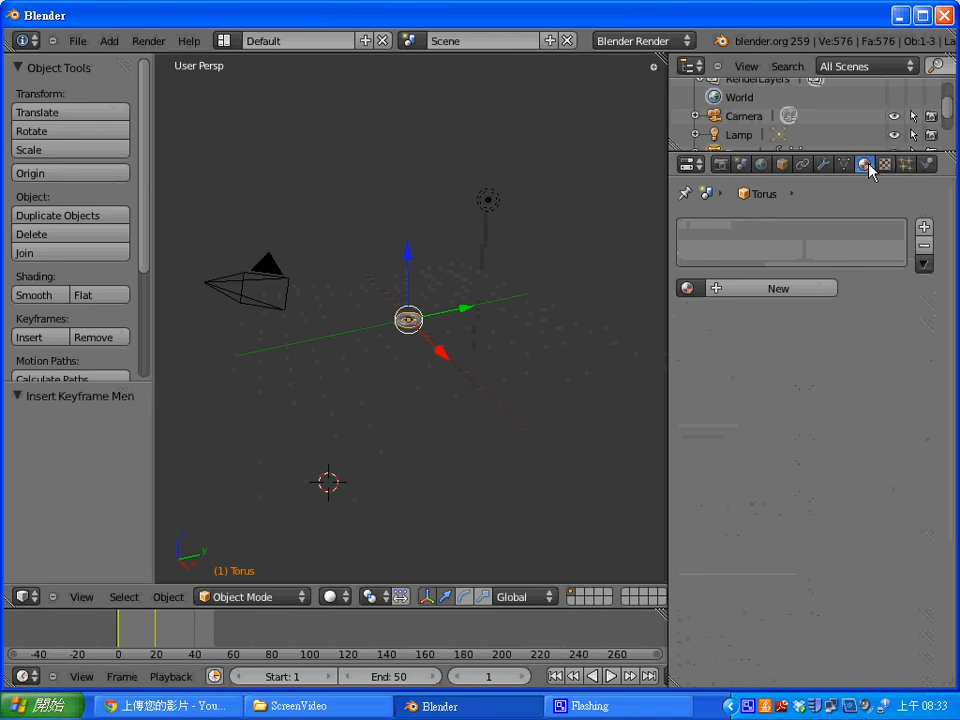 Blender
File Add Render Help Default Scene Blender Render blender.org 259 | Ve:576 | Fa:576 | Ob:1-3 | La
Object Tools
User Persp
View Search All Scenes
RenderLayers
World
Camera
Lamp
Transform:
Translate
Rotate
Scale
Origin
Torus
Object:
Duplicate Objects
Delete
Join
Shading:
Smooth Flat
New
Keyframes:
Insert Remove
Motion Paths:
Calculate Paths
Insert Keyframe Men
z
y
(1) Torus
View Select Object Object Mode Global
-40 -20 0 20 40 60 80 100 120 140 160 180 200 220 240 260
View Frame Playback Start: 1 End: 50 1
開始 上傳您的影片 - You... ScreenVideo Blender Flashing 上午 08:33